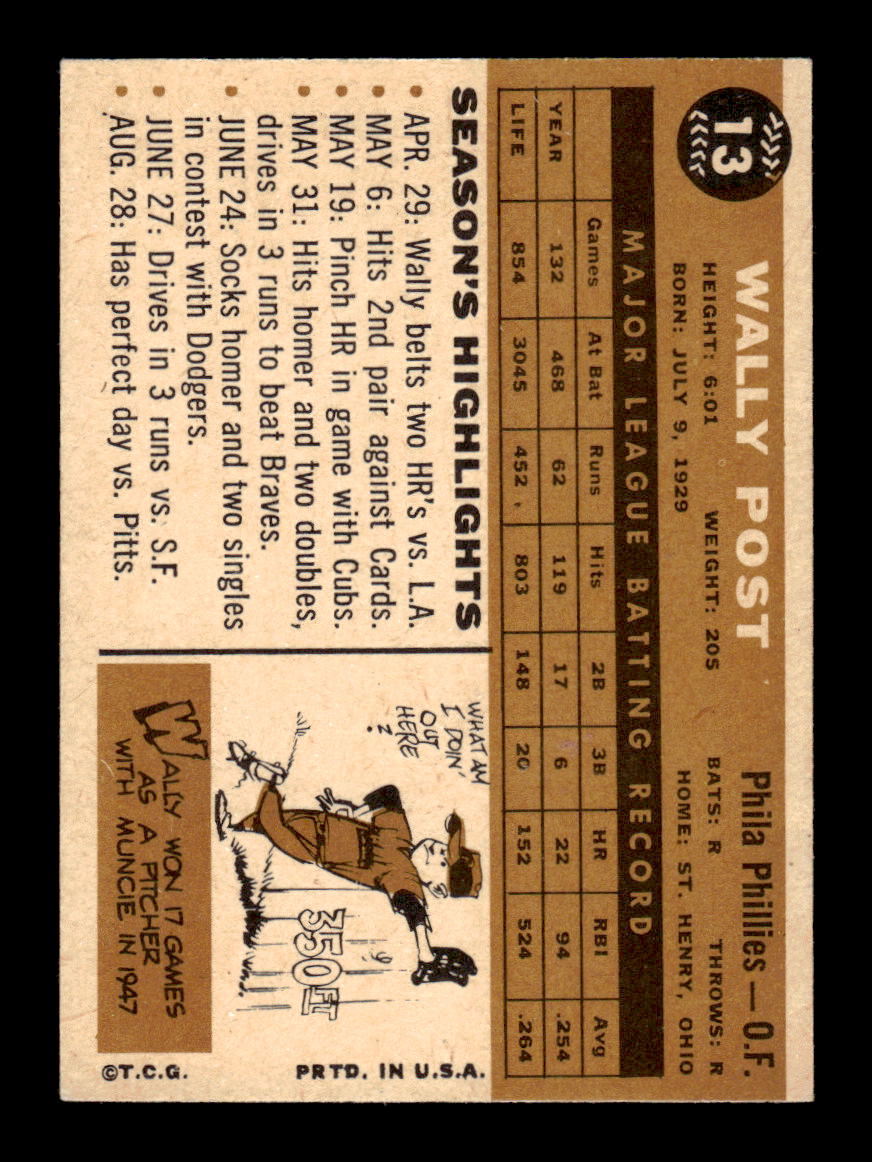 13
WALLY POST
Phila Phillies — O.F.
HEIGHT: 6:01 WEIGHT: 205 BATS: R THROWS: R
BORN: JULY 9, 1929 HOME: ST. HENRY, OHIO
MAJOR LEAGUE BATTING RECORD
Games At Bat Runs Hits 2B 3B HR RBI Avg
YEAR 132 468 62 119 17 6 22 94 .254
LIFE 854 3045 452 803 148 20 152 524 .264
SEASON'S HIGHLIGHTS
• APR. 29: Wally belts two HR's vs. L.A.
• MAY 6: Hits 2nd pair against Cards.
• MAY 19: Pinch HR in game with Cubs.
• MAY 31: Hits homer and two doubles,
drives in 3 runs to beat Braves.
• JUNE 24: Socks homer and two singles
in contest with Dodgers.
• JUNE 27: Drives in 3 runs vs. S.F.
• AUG. 28: Has perfect day vs. Pitts.
WHAT AM
I DOIN'
OUT
HERE
?
350 FT
WALLY WON 17 GAMES
AS A PITCHER
WITH MUNCIE IN 1947
©T.C.G. PRTD. IN U.S.A.